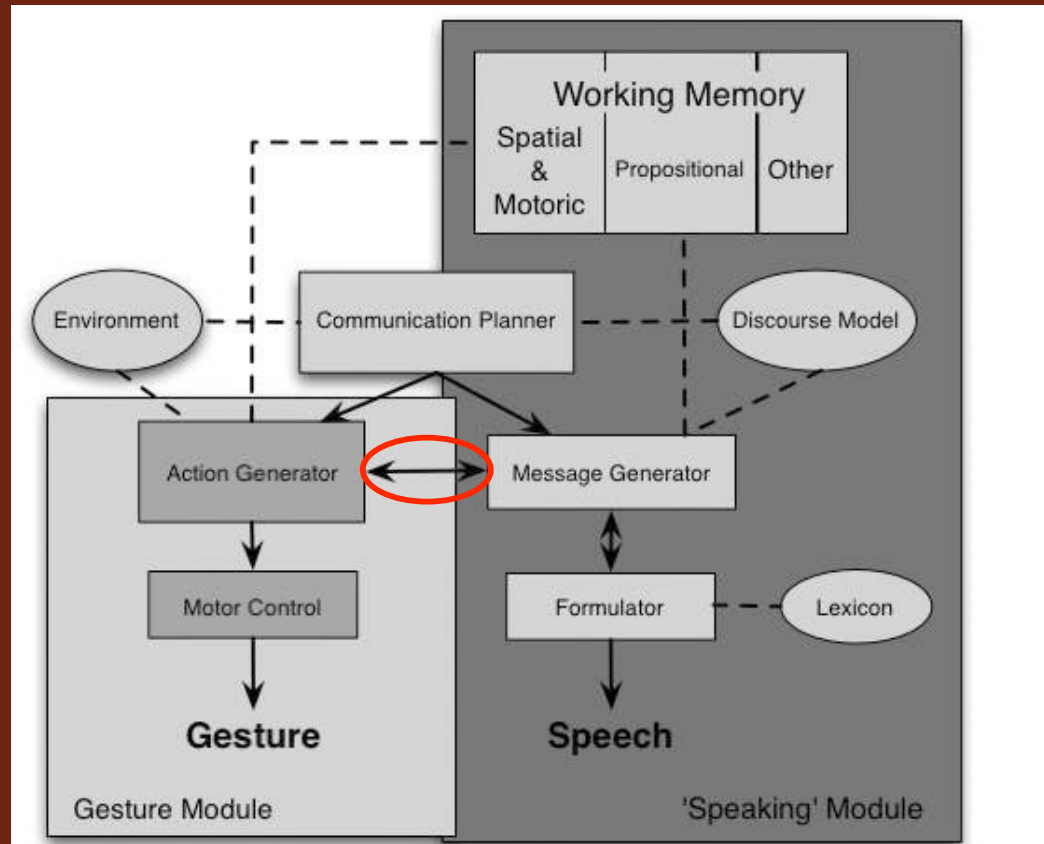 Working Memory
Spatial
&
Motoric
Propositional
Other
Environment
Communication Planner
Discourse Model
Action Generator
Message Generator
Motor Control
Formulator
Lexicon
Gesture
Speech
Gesture Module
'Speaking' Module